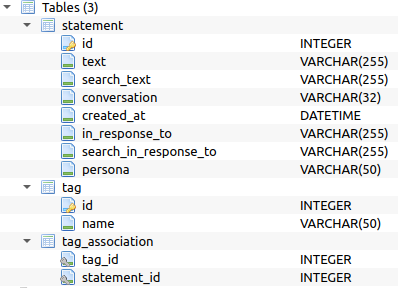 Tables (3)
statement
id INTEGER
text VARCHAR(255)
search_text VARCHAR(255)
conversation VARCHAR(32)
created_at DATETIME
in_response_to VARCHAR(255)
search_in_response_to VARCHAR(255)
persona VARCHAR(50)
tag
id INTEGER
name VARCHAR(50)
tag_association
tag_id INTEGER
statement_id INTEGER